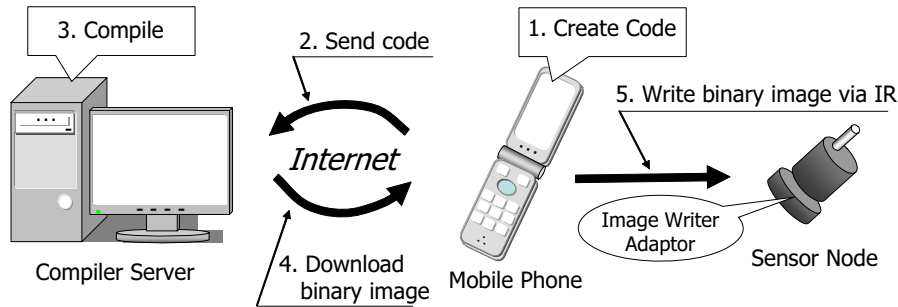 3. Compile
2. Send code
1. Create Code
5. Write binary image via IR
Internet
Image Writer
Adaptor
Compiler Server
4. Download
binary image
Mobile Phone
Sensor Node